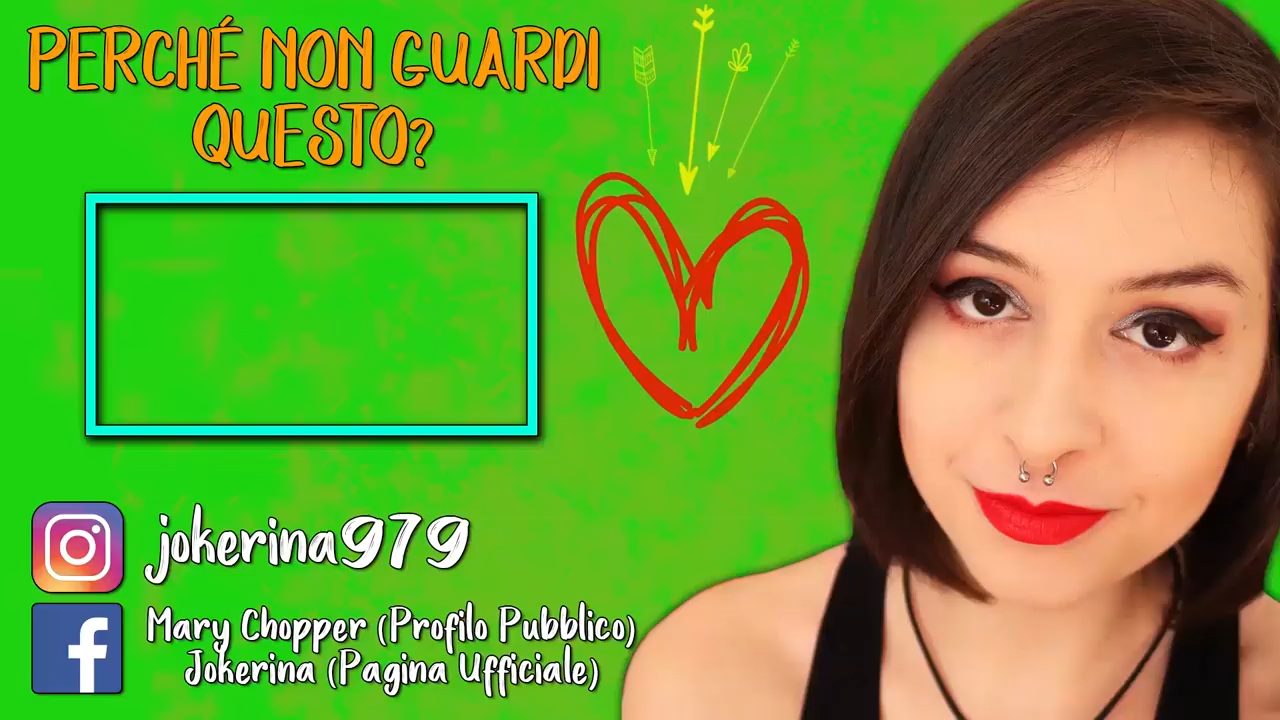 PERCHÉ NON GUARDI
QUESTO?
jokerina979
Mary Chopper (Profilo Pubblico)
Jokerina (Pagina Ufficiale)